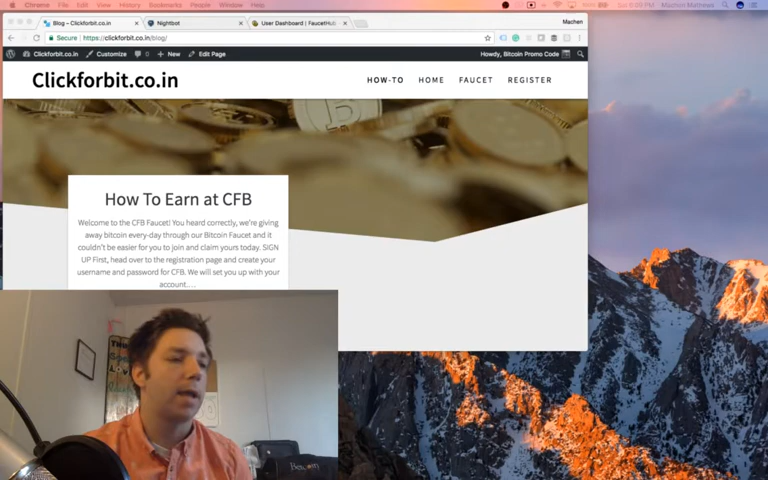 Chrome File Edit View History Bookmarks People Window Help
Machen Mathews
Blog – Clickforbit.co.in
Nightbot
User Dashboard | FaucetHub
Machen
Secure https://clickforbit.co.in/blog/
Clickforbit.co.in Customize 0 New Edit Page
Howdy, Bitcoin Promo Code
Clickforbit.co.in
HOW-TO HOME FAUCET REGISTER
How To Earn at CFB
Welcome to the CFB Faucet! You heard correctly, we're giving
away bitcoin every-day through our Bitcoin Faucet and it
couldn't be easier for you to join and claim yours today. SIGN
UP First, head over to the registration page and create your
username and password for CFB. We will set you up with your
account....